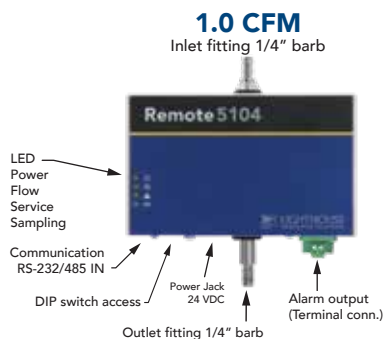 1.0 CFM
Inlet fitting 1/4" barb
Remote 5104
LED
Power
Flow
Service
Sampling
LIGHTHOUSE
Communication
RS-232/485 IN
DIP switch access
Power Jack
24 VDC
Alarm output
(Terminal conn.)
Outlet fitting 1/4" barb